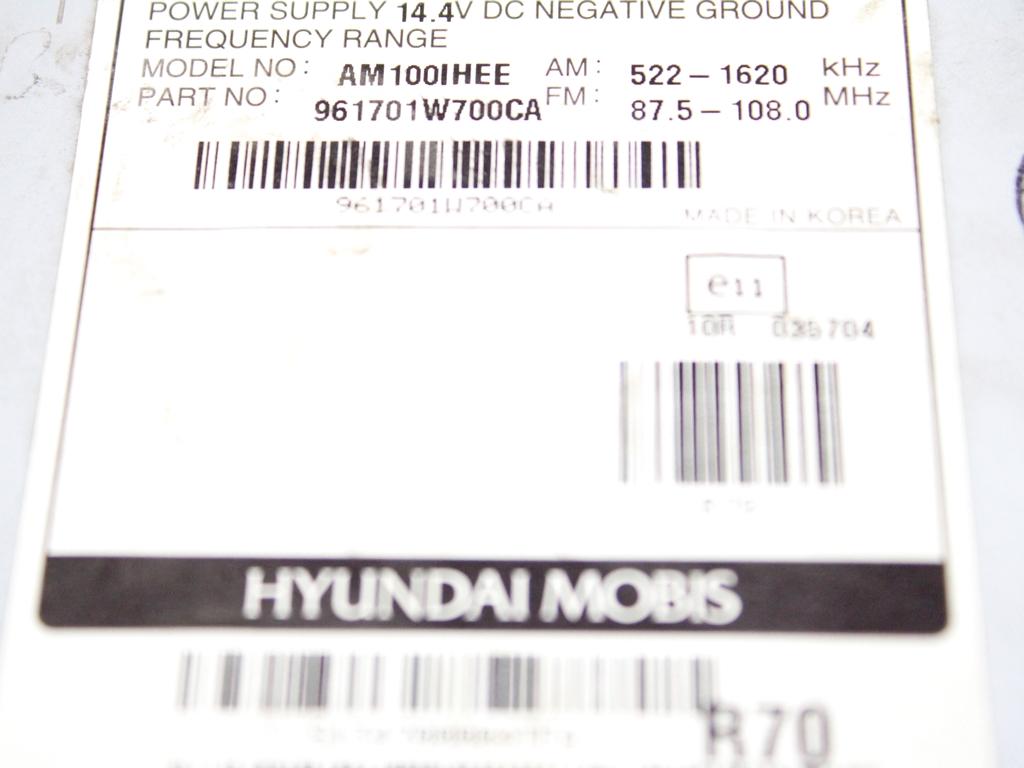 POWER SUPPLY 14.4V DC NEGATIVE GROUND
FREQUENCY RANGE
MODEL NO : AM100IHEE AM : 522 – 1620 kHz
PART NO : 961701W700CA FM : 87.5 – 108.0 MHz
961701W700CA
MADE IN KOREA
e11
10R 035704
HYUNDAI MOBIS
R70